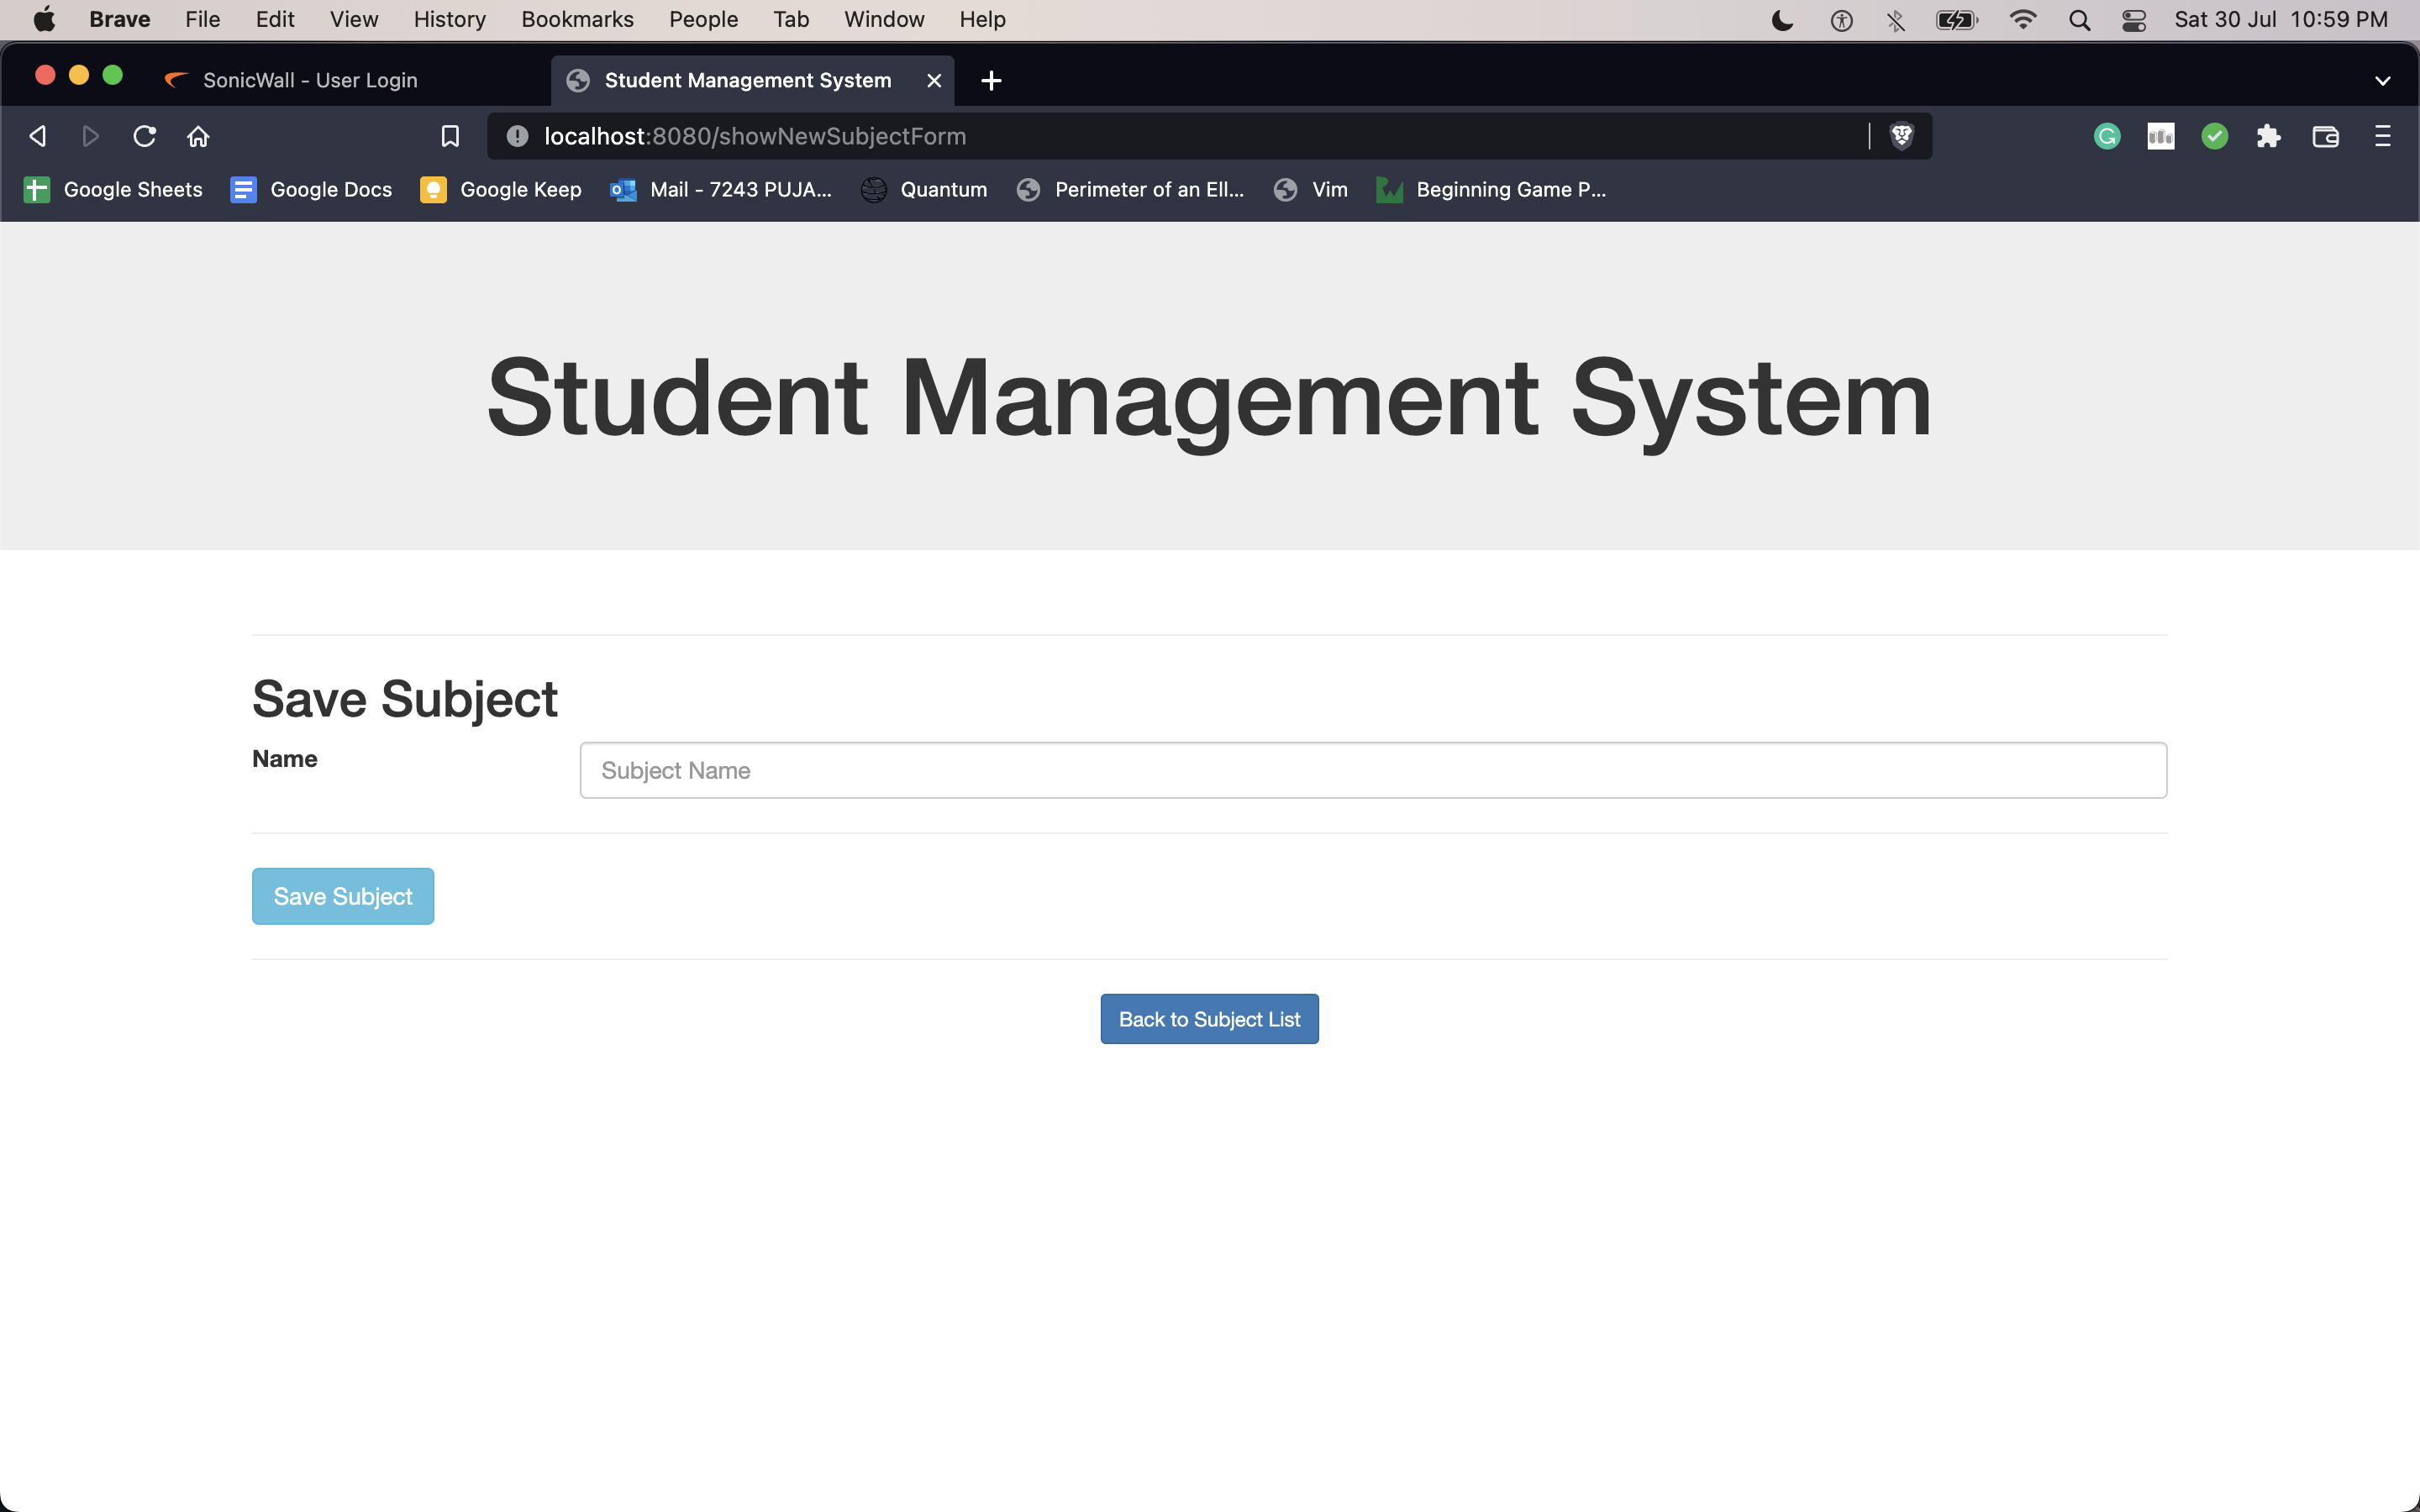 Brave File Edit View History Bookmarks People Tab Window Help Sat 30 Jul 10:59 PM
SonicWall - User Login Student Management System
localhost:8080/showNewSubjectForm
Google Sheets Google Docs Google Keep Mail - 7243 PUJA... Quantum Perimeter of an Ell... Vim Beginning Game P...
Student Management System
Save Subject
Name Subject Name
Save Subject
Back to Subject List